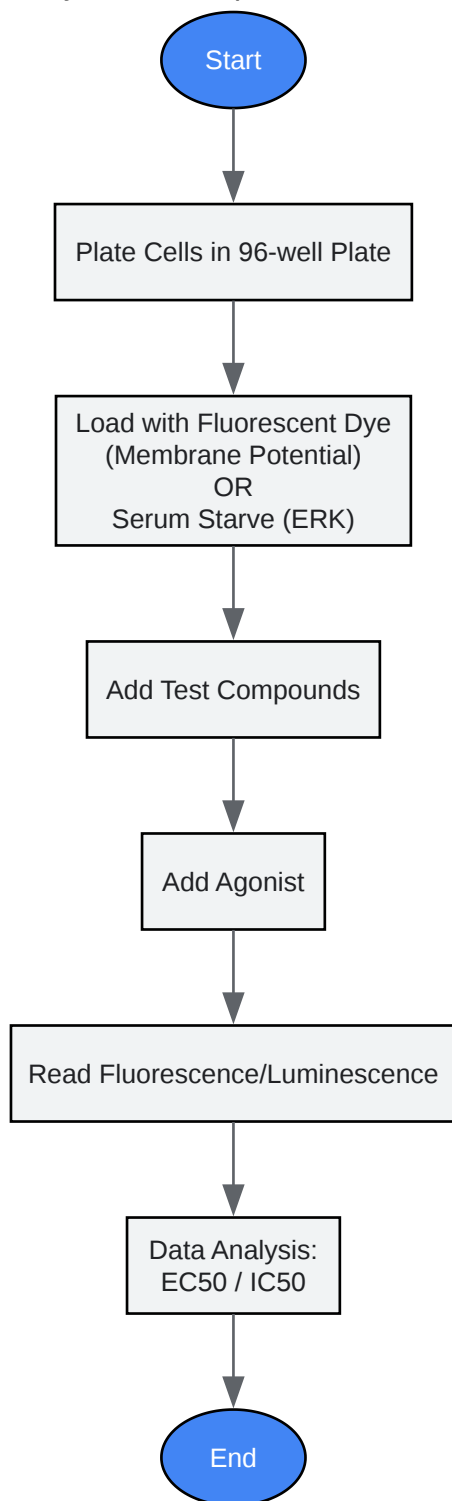 Start
Plate Cells in 96-well Plate
Load with Fluorescent Dye
(Membrane Potential)
OR
Serum Starve (ERK)
Add Test Compounds
Add Agonist
Read Fluorescence/Luminescence
Data Analysis:
EC50 / IC50
End